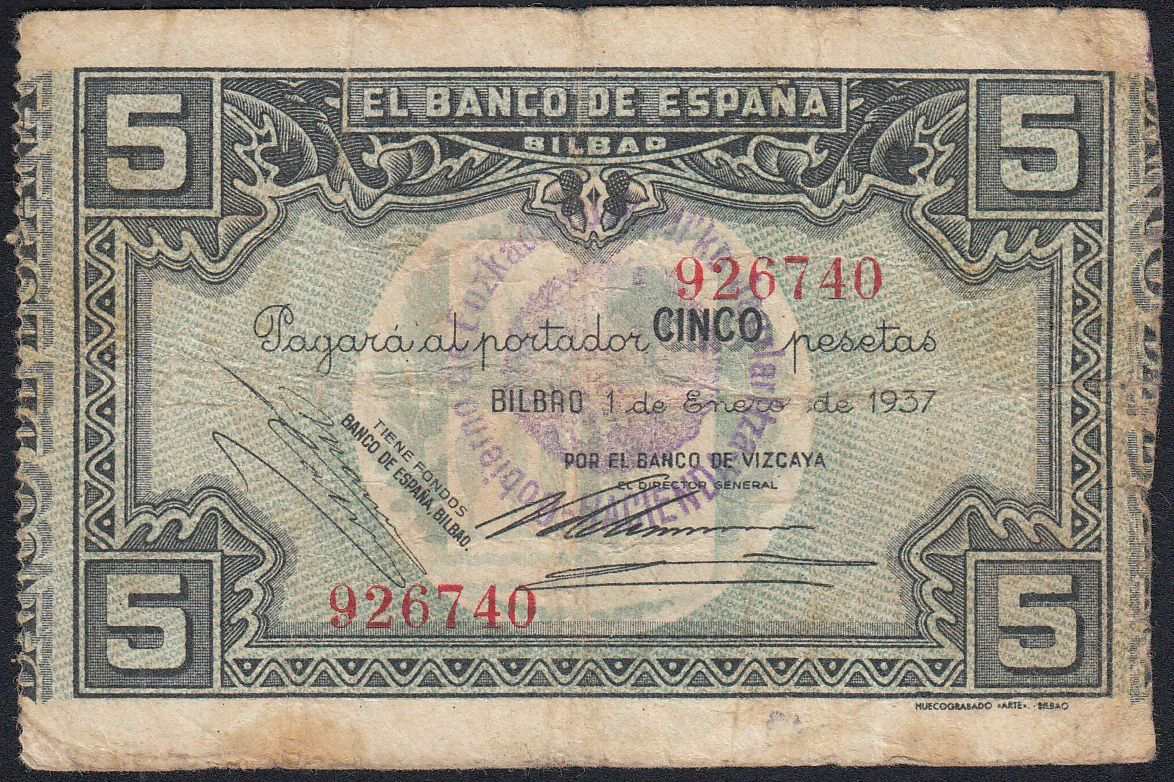 5 EL BANCO DE ESPAÑA 5
BILBAO
926740
Pagará al portador CINCO pesetas
BILBAO 1 de Enero de 1937
TIENE FONDOS
BANCO DE ESPAÑA, BILBAO.
POR EL BANCO DE VIZCAYA
EL DIRECTOR GENERAL
HACIENDA
926740
5 5
HUECOGRABADO «ARTE». - BILBAO